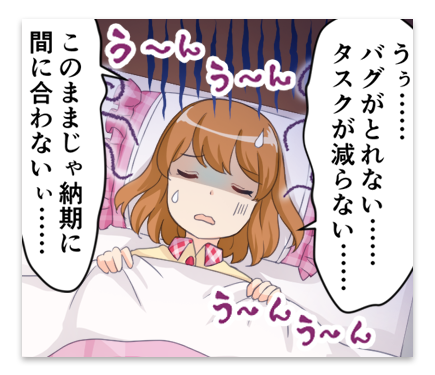 うぅ……
バグがとれない……
タスクが減らない……
このままじゃ納期に
間に合わないぃ……
う～ん
う～ん
う～ん
う～ん